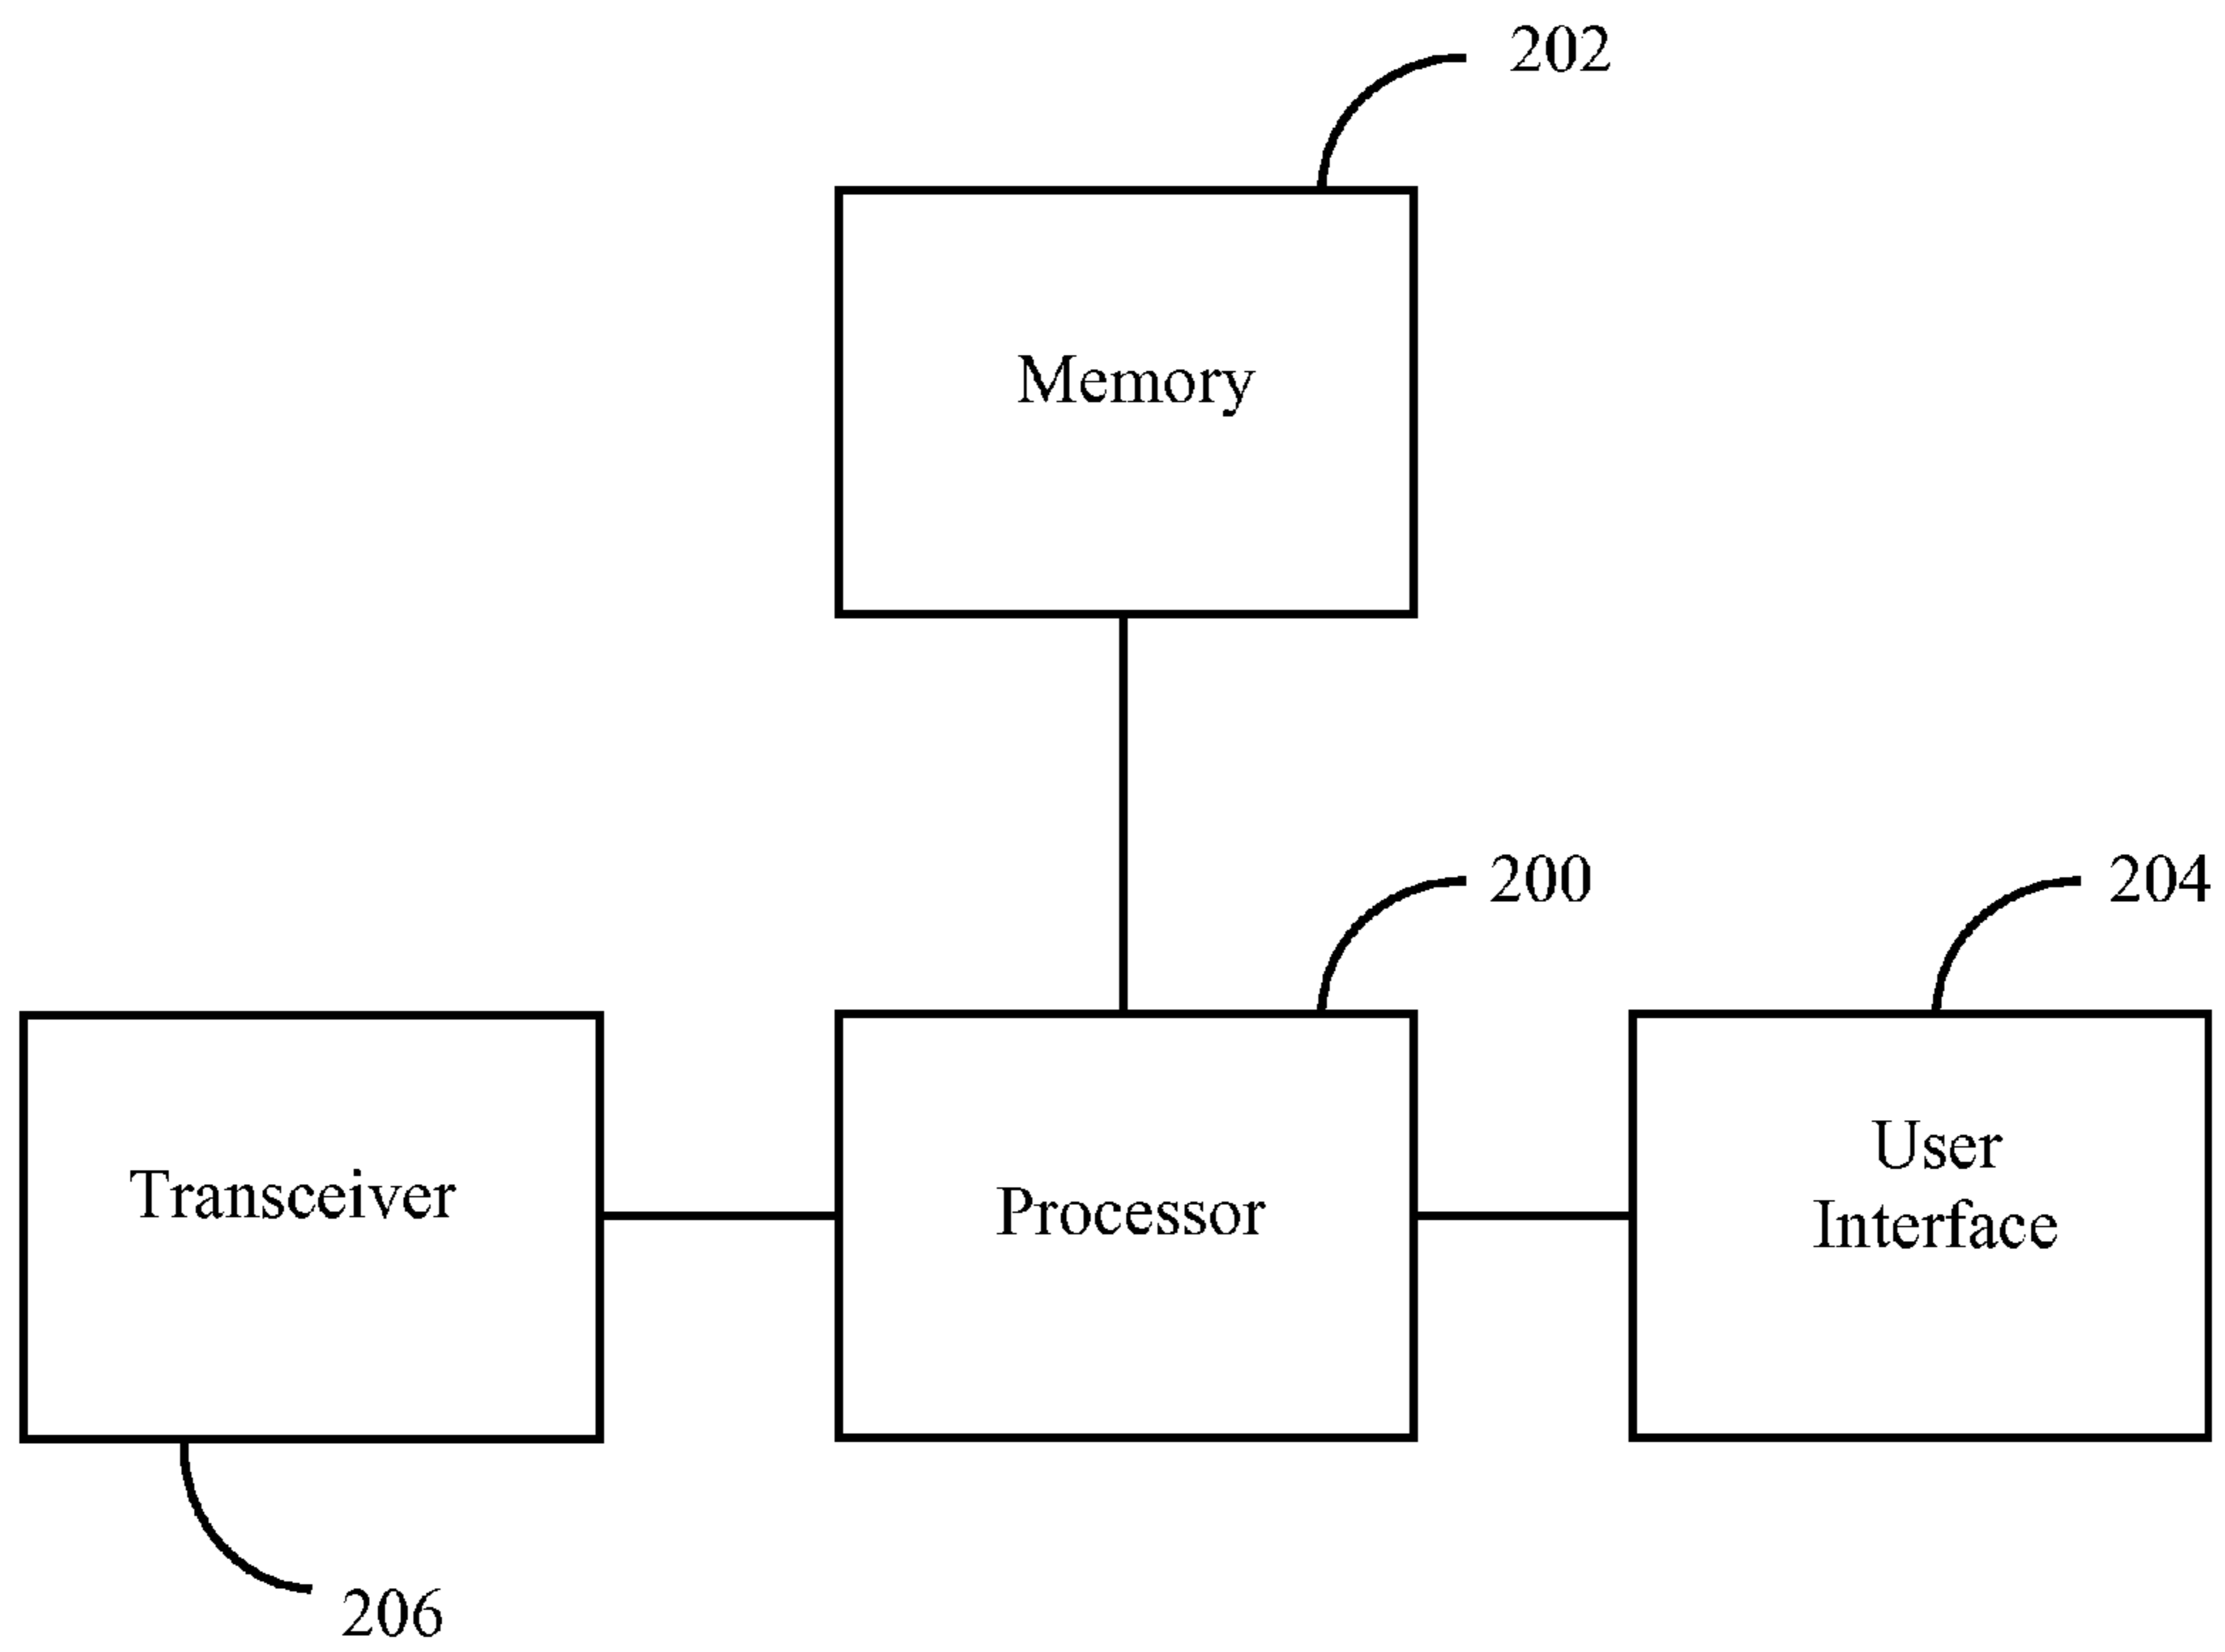 202
Memory
200
204
Transceiver
Processor
User
Interface
206